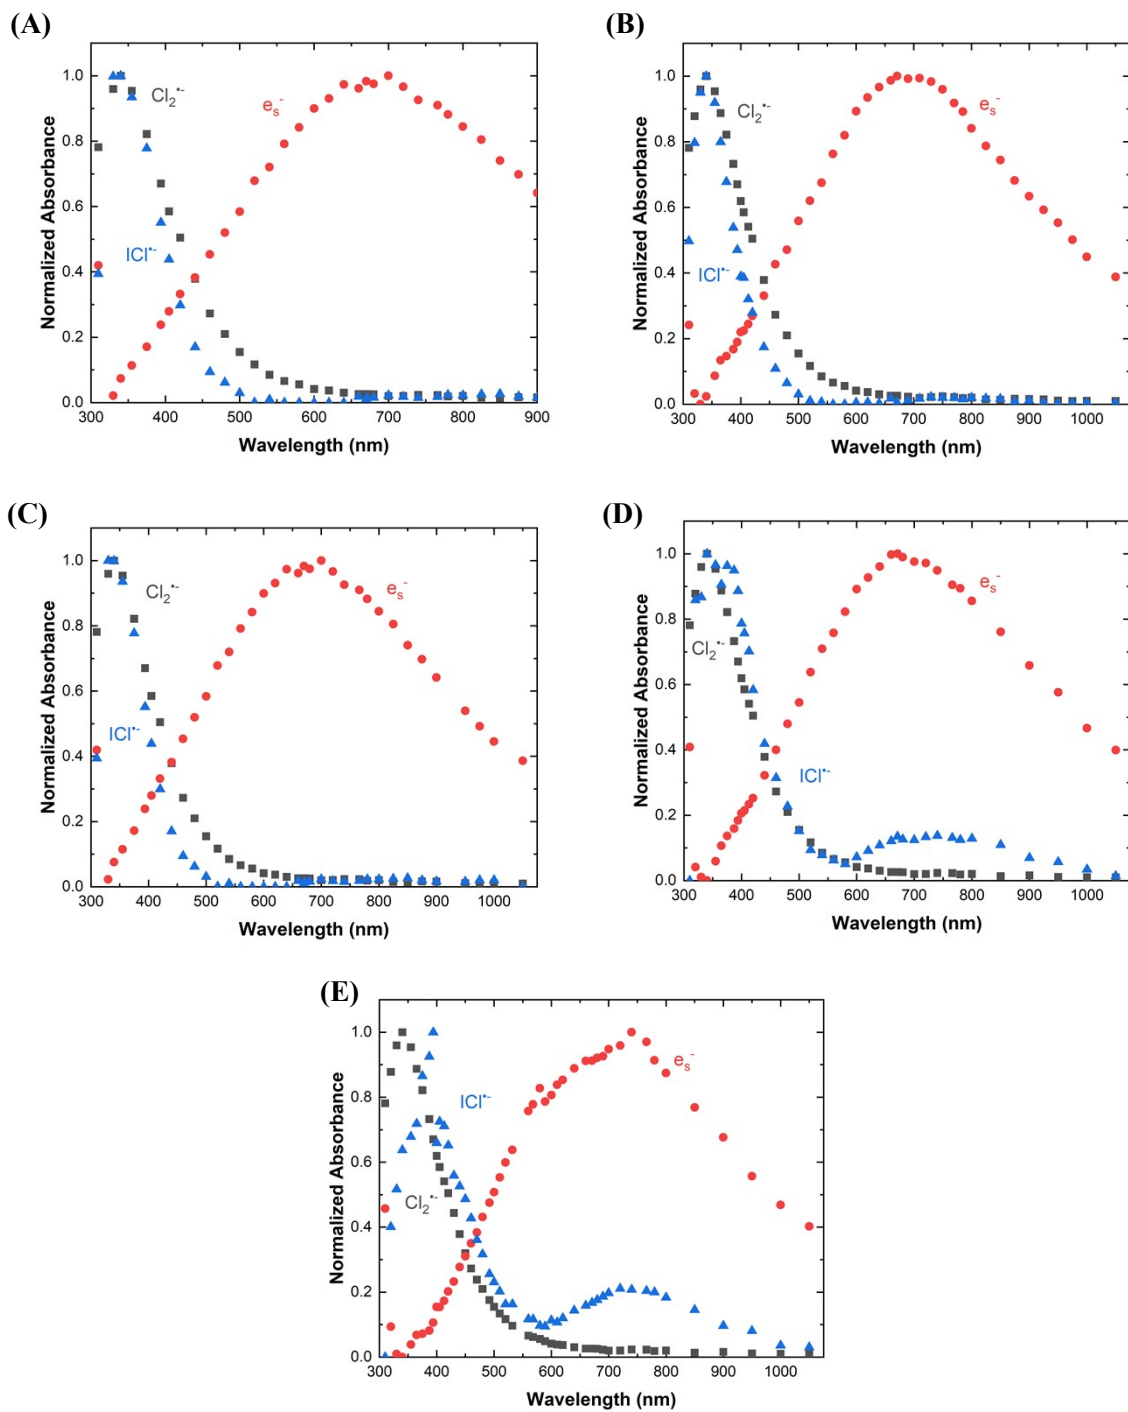 (A)
Normalized Absorbance
1.0
0.8
0.6
0.4
0.2
0.0
Cl₂•⁻
eₛ⁻
ICl•⁻
300 400 500 600 700 800 900
Wavelength (nm)
(B)
Normalized Absorbance
1.0
0.8
0.6
0.4
0.2
0.0
Cl₂•⁻
eₛ⁻
ICl•⁻
300 400 500 600 700 800 900 1000
Wavelength (nm)
(C)
Normalized Absorbance
1.0
0.8
0.6
0.4
0.2
0.0
Cl₂•⁻
eₛ⁻
ICl•⁻
300 400 500 600 700 800 900 1000
Wavelength (nm)
(D)
Normalized Absorbance
1.0
0.8
0.6
0.4
0.2
0.0
eₛ⁻
Cl₂•⁻
ICl•⁻
300 400 500 600 700 800 900 1000
Wavelength (nm)
(E)
Normalized Absorbance
1.0
0.8
0.6
0.4
0.2
0.0
eₛ⁻
ICl•⁻
Cl₂•⁻
300 400 500 600 700 800 900 1000
Wavelength (nm)